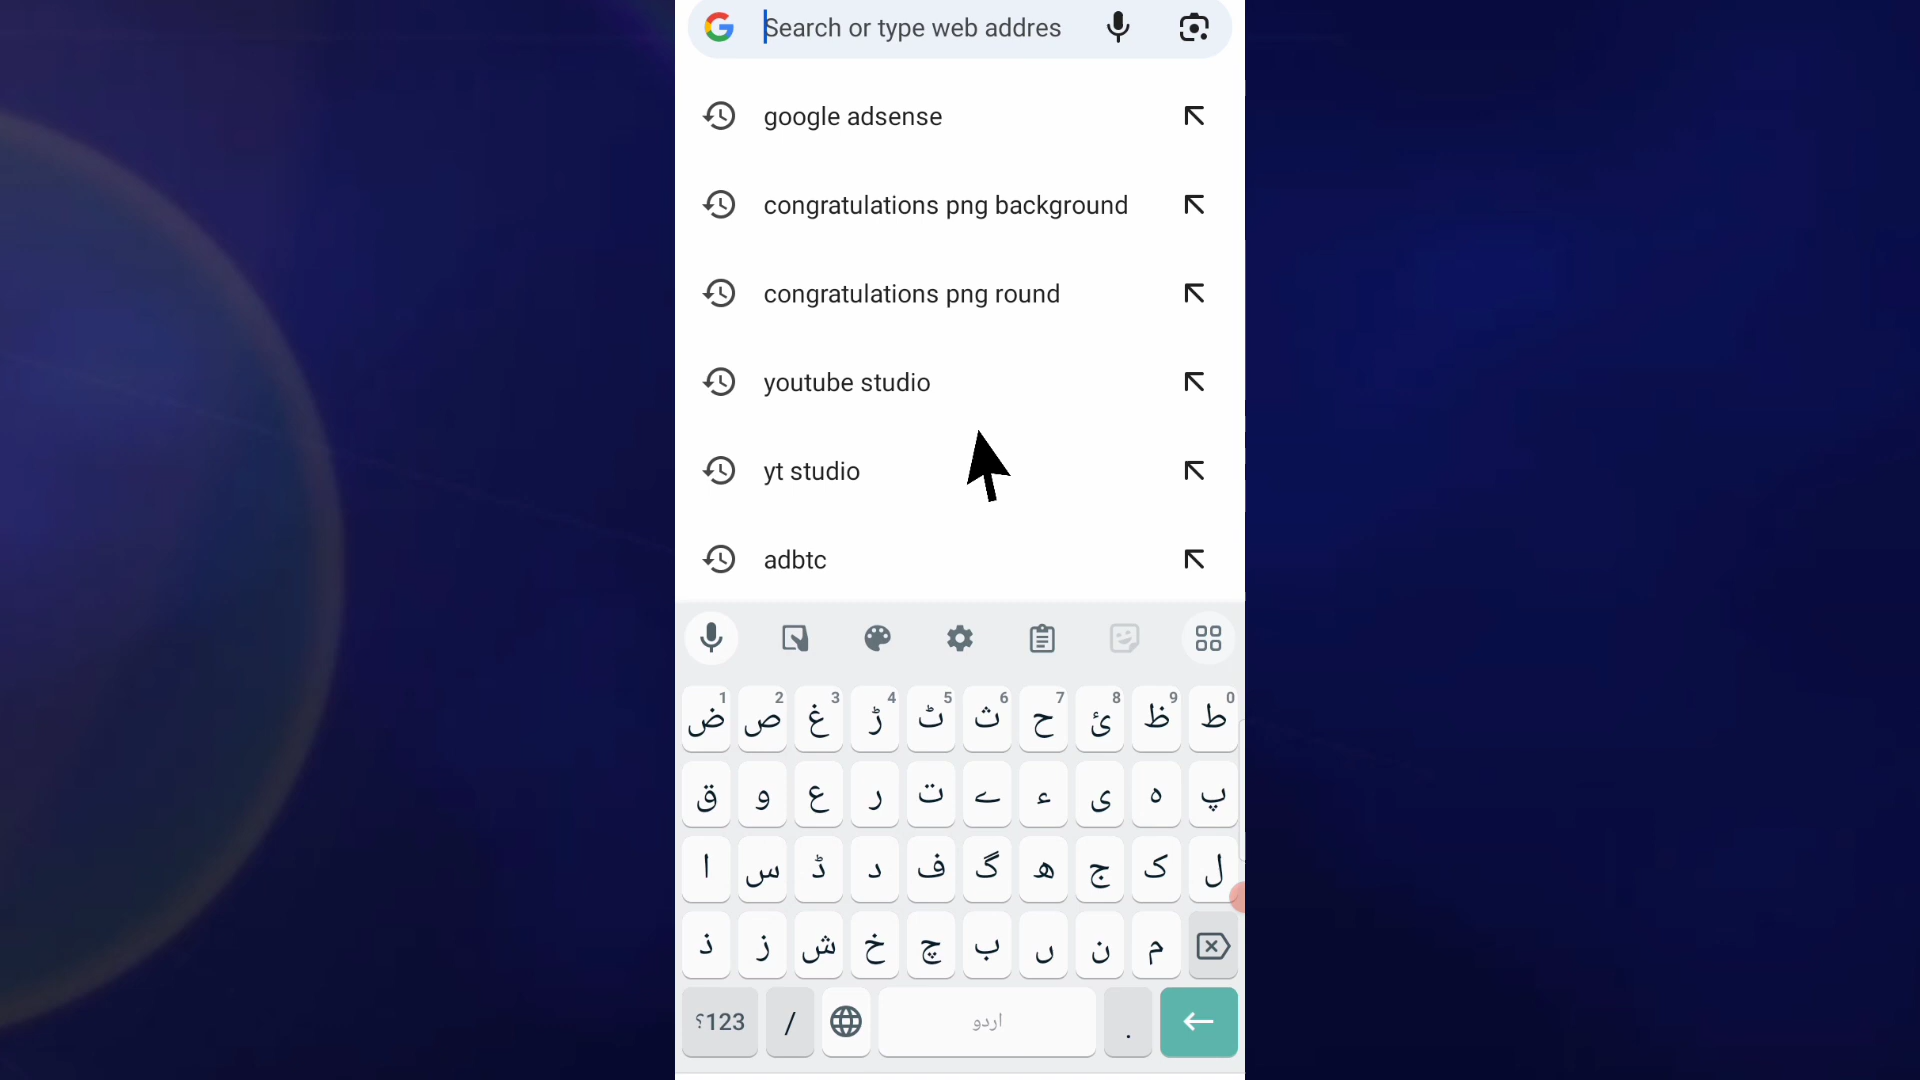 Search or type web addres
google adsense
congratulations png background
congratulations png round
youtube studio
yt studio
adbtc
1 2 3 4 5 6 7 8 9 0
ض ص غ ڑ ٹ ث ح ئ ظ ط
ق و ع ر ت ے ء ی ہ پ
ا س ڈ د ف گ ھ ج ک ل
ذ ز ش خ چ ب ں ن م
؟123 / اردو .